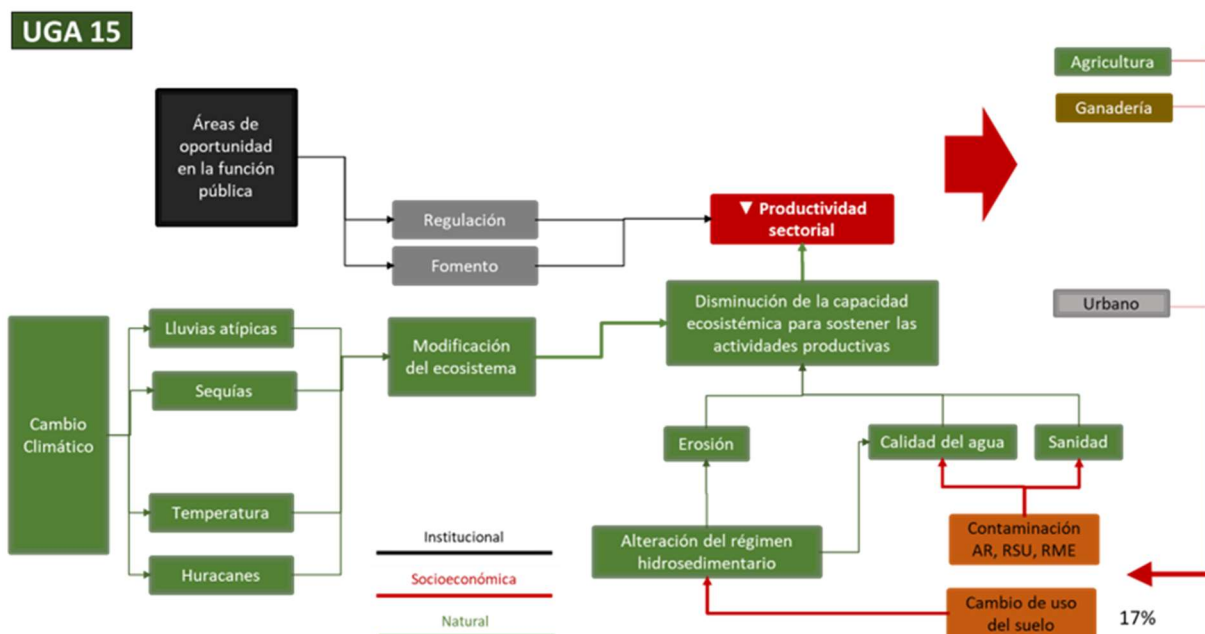 UGA 15
Áreas de
oportunidad
en la función
pública
Regulación
Fomento
▼ Productividad
sectorial
Agricultura
Ganadería
Urbano
Cambio
Climático
Lluvias atípicas
Sequías
Temperatura
Huracanes
Modificación
del ecosistema
Disminución de la capacidad
ecosistémica para sostener las
actividades productivas
Erosión
Calidad del agua
Sanidad
Alteración del régimen
hidrosedimentario
Contaminación
AR, RSU, RME
Cambio de uso
del suelo
17%
Institucional
Socioeconómica
Natural